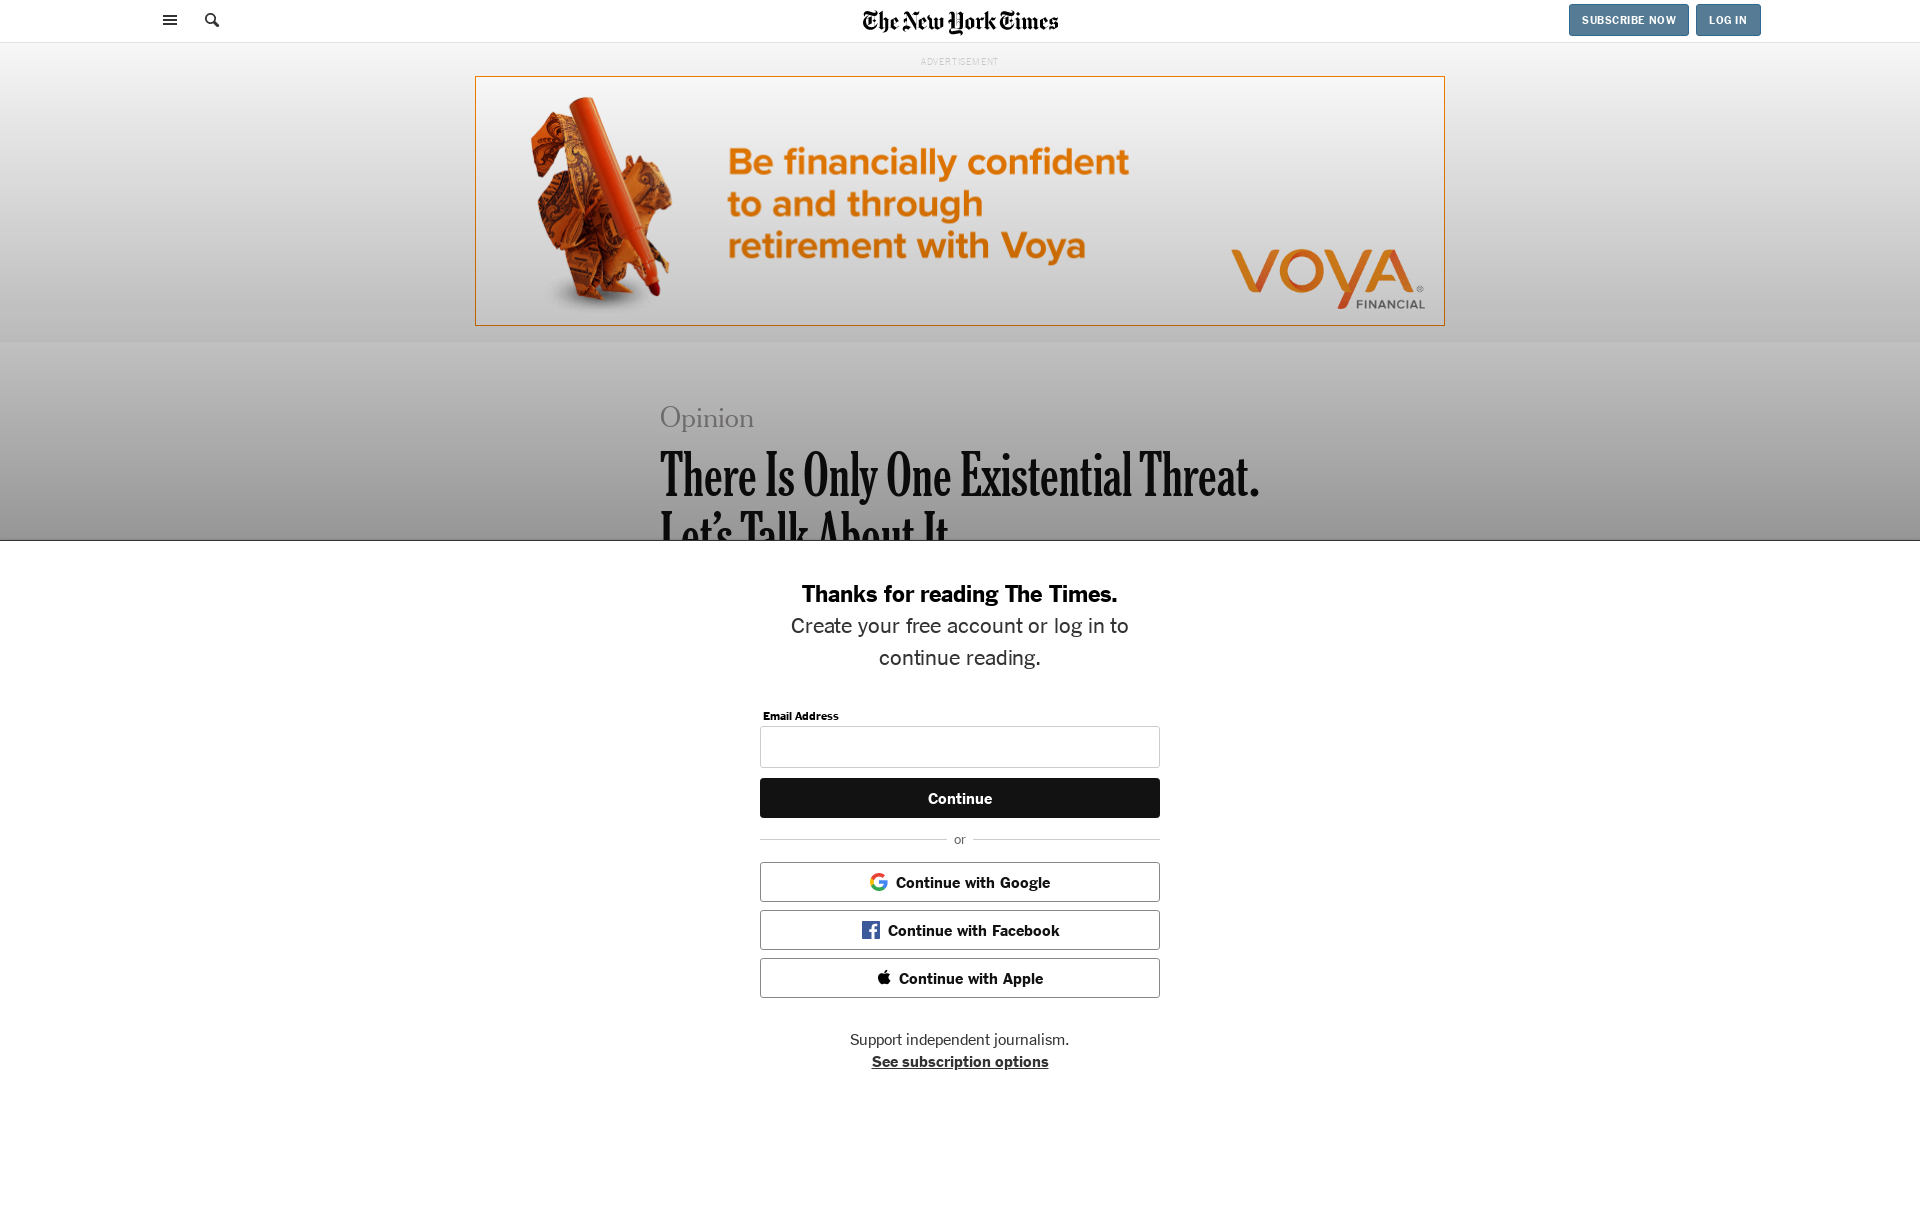 The New York Times
SUBSCRIBE NOW
LOG IN
ADVERTISEMENT
Be financially confident
to and through
retirement with Voya
VOYA®
FINANCIAL
Opinion
There Is Only One Existential Threat.
Let's Talk About It
Thanks for reading The Times.
Create your free account or log in to
continue reading.
Email Address
Continue
or
Continue with Google
Continue with Facebook
Continue with Apple
Support independent journalism.
See subscription options